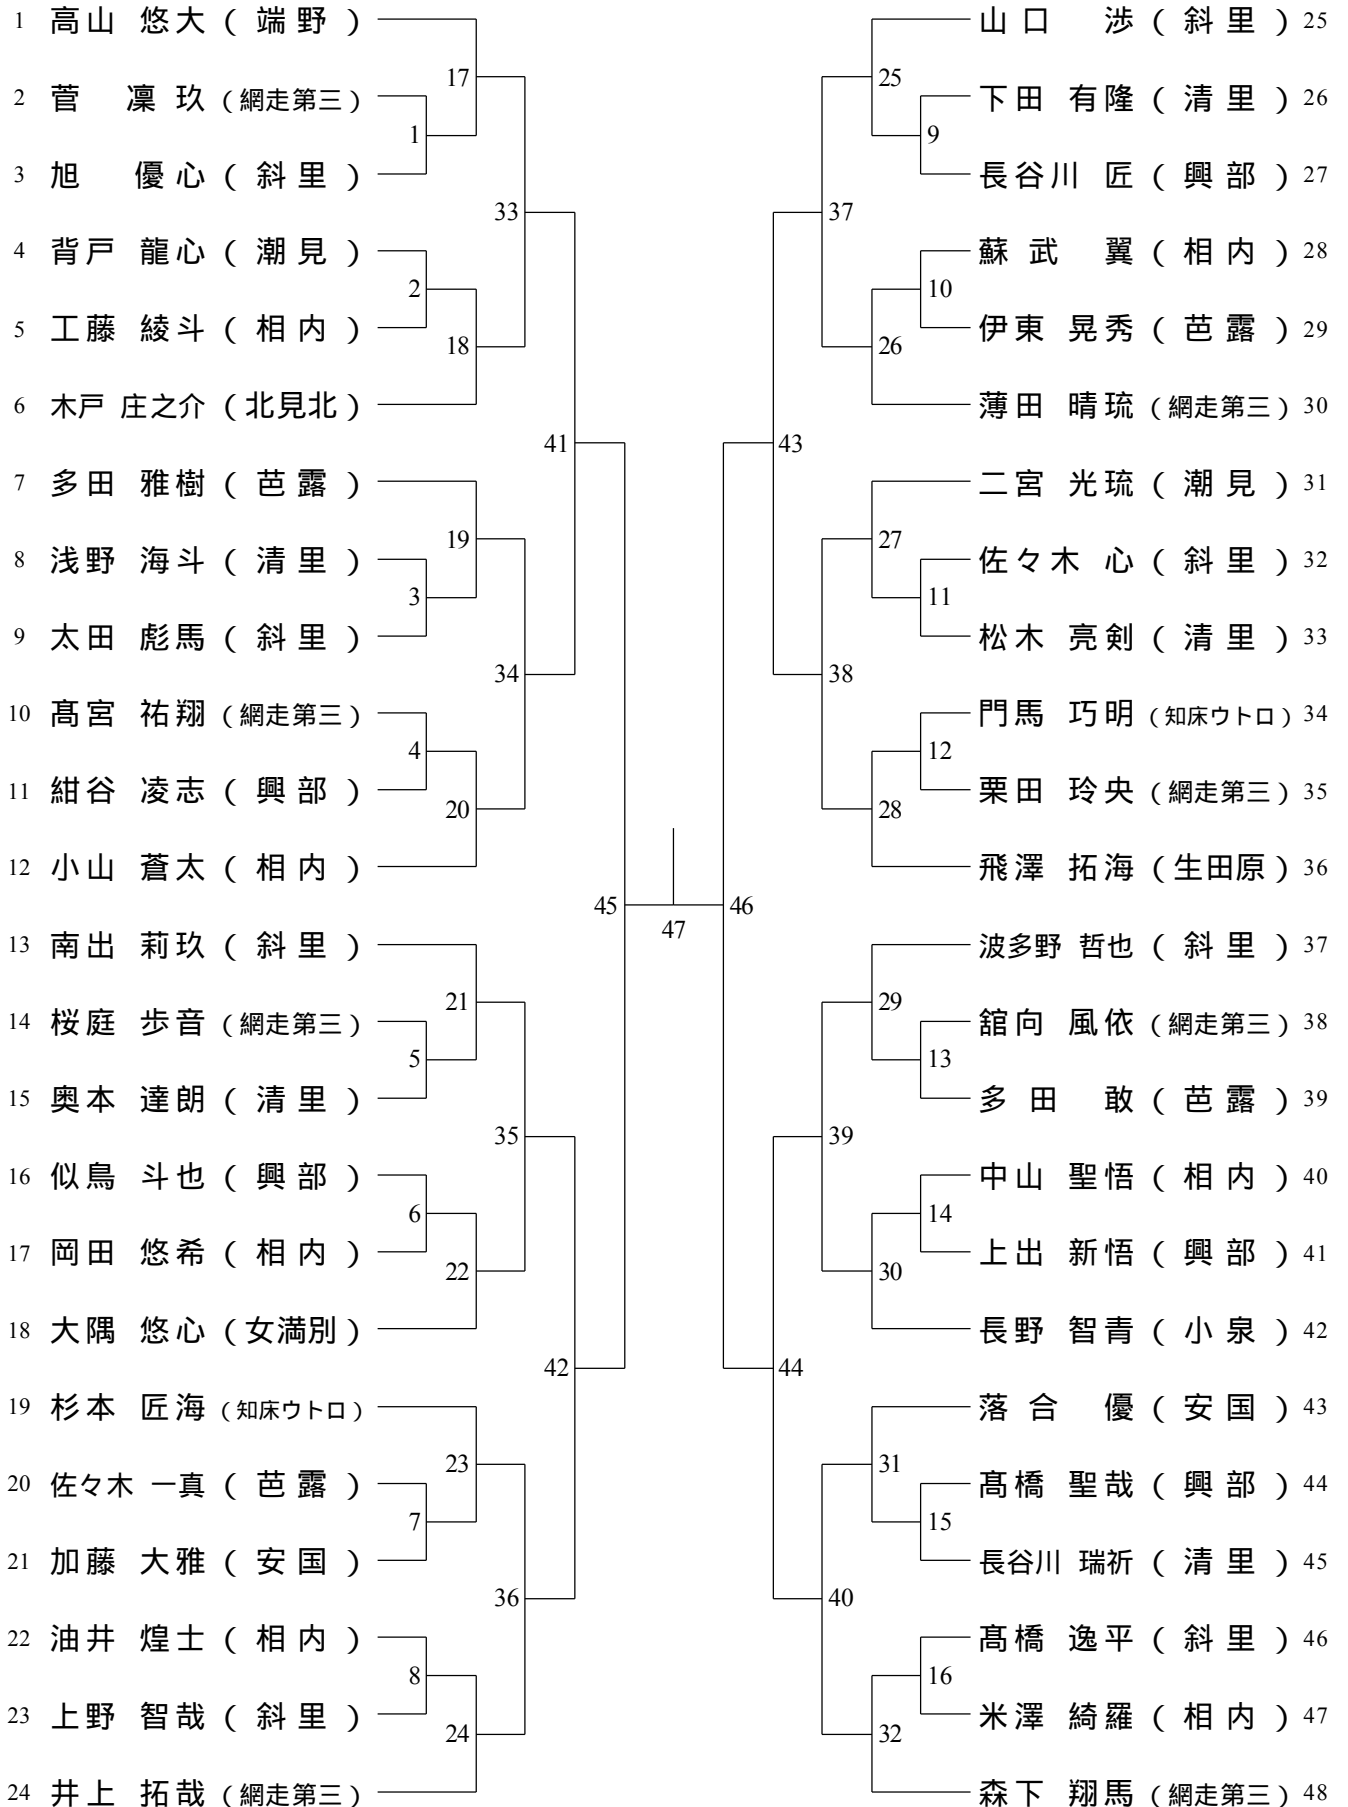 1 高山 悠大 ( 端野 )
2 菅 凜玖 ( 網走第三 )
3 旭 優心 ( 斜里 )
4 背戸 龍心 ( 潮見 )
5 工藤 綾斗 ( 相内 )
6 木戸 庄之介 ( 北見北 )
7 多田 雅樹 ( 芭露 )
8 浅野 海斗 ( 清里 )
9 太田 彪馬 ( 斜里 )
10 髙宮 祐翔 ( 網走第三 )
11 紺谷 凌志 ( 興部 )
12 小山 蒼太 ( 相内 )
13 南出 莉玖 ( 斜里 )
14 桜庭 歩音 ( 網走第三 )
15 奥本 達朗 ( 清里 )
16 似鳥 斗也 ( 興部 )
17 岡田 悠希 ( 相内 )
18 大隅 悠心 ( 女満別 )
19 杉本 匠海 ( 知床ウトロ )
20 佐々木 一真 ( 芭露 )
21 加藤 大雅 ( 安国 )
22 油井 煌士 ( 相内 )
23 上野 智哉 ( 斜里 )
24 井上 拓哉 ( 網走第三 )
17
1
33
2
18
41
19
3
34
4
20
45
21
5
35
6
22
42
23
7
36
8
24
47
25
9
37
10
26
43
27
11
38
12
28
46
29
13
39
14
30
44
31
15
40
16
32
山口 渉 ( 斜里 ) 25
下田 有隆 ( 清里 ) 26
長谷川 匠 ( 興部 ) 27
蘇武 翼 ( 相内 ) 28
伊東 晃秀 ( 芭露 ) 29
薄田 晴琉 ( 網走第三 ) 30
二宮 光琉 ( 潮見 ) 31
佐々木 心 ( 斜里 ) 32
松木 亮剣 ( 清里 ) 33
門馬 巧明 ( 知床ウトロ ) 34
栗田 玲央 ( 網走第三 ) 35
飛澤 拓海 ( 生田原 ) 36
波多野 哲也 ( 斜里 ) 37
舘向 風依 ( 網走第三 ) 38
多田 敢 ( 芭露 ) 39
中山 聖悟 ( 相内 ) 40
上出 新悟 ( 興部 ) 41
長野 智青 ( 小泉 ) 42
落合 優 ( 安国 ) 43
髙橋 聖哉 ( 興部 ) 44
長谷川 瑞祈 ( 清里 ) 45
髙橋 逸平 ( 斜里 ) 46
米澤 綺羅 ( 相内 ) 47
森下 翔馬 ( 網走第三 ) 48